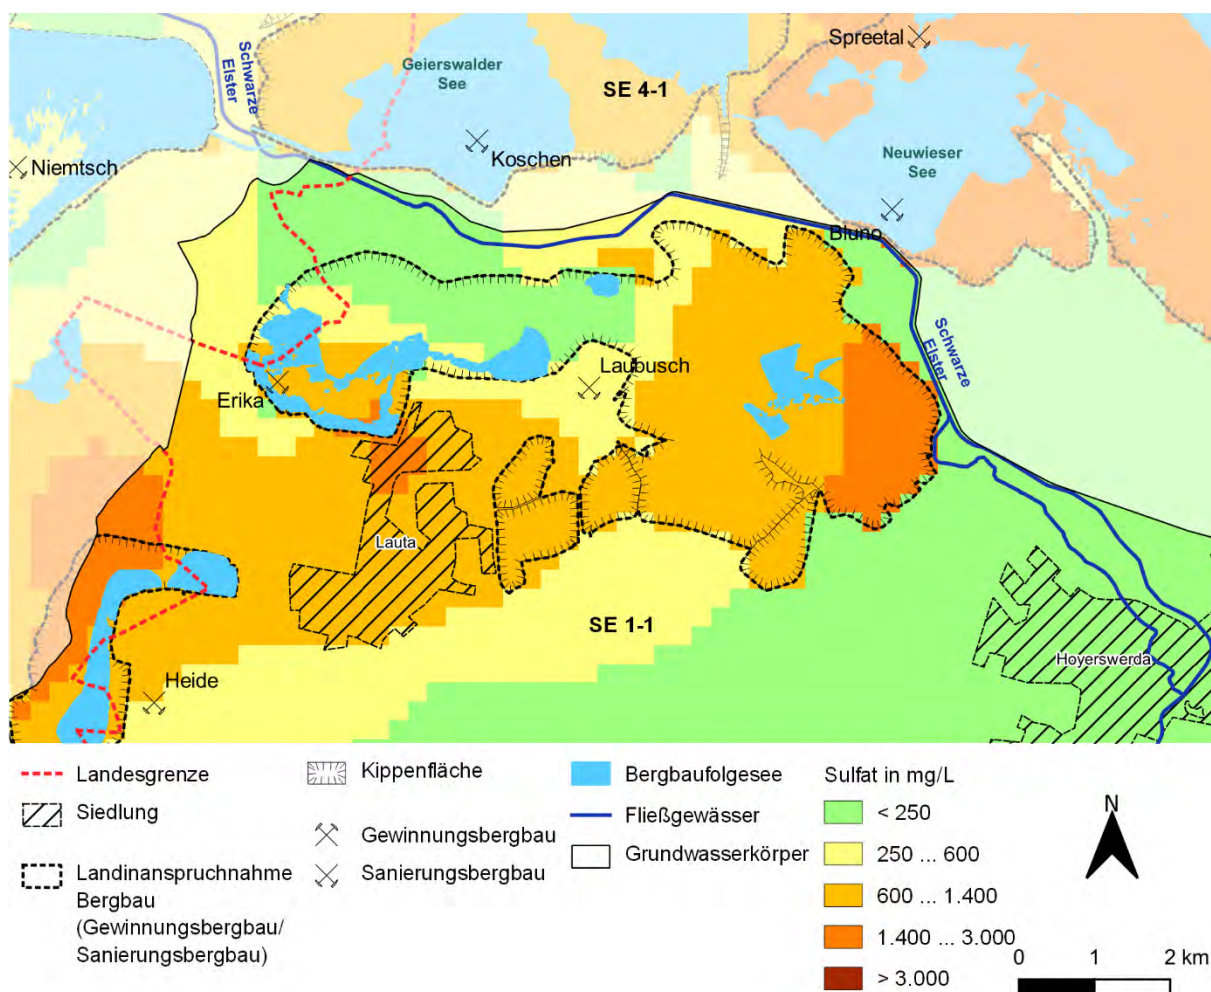 Schwarze
Elster
Geierswalder
See
SE 4-1
Spreetal
Niemtsch
Koschen
Neuwieser
See
Bluno
Schwarze
Elster
Laubusch
Erika
Lauta
SE 1-1
Hoyerswerda
Heide
Landesgrenze
Siedlung
Landinanspruchnahme
Bergbau
(Gewinnungsbergbau/
Sanierungsbergbau)
Kippenfläche
Gewinnungsbergbau
Sanierungsbergbau
Bergbaufolgesee
Fließgewässer
Grundwasserkörper
Sulfat in mg/L
< 250
250 ... 600
600 ... 1.400
1.400 ... 3.000
> 3.000
N
0 1 2 km